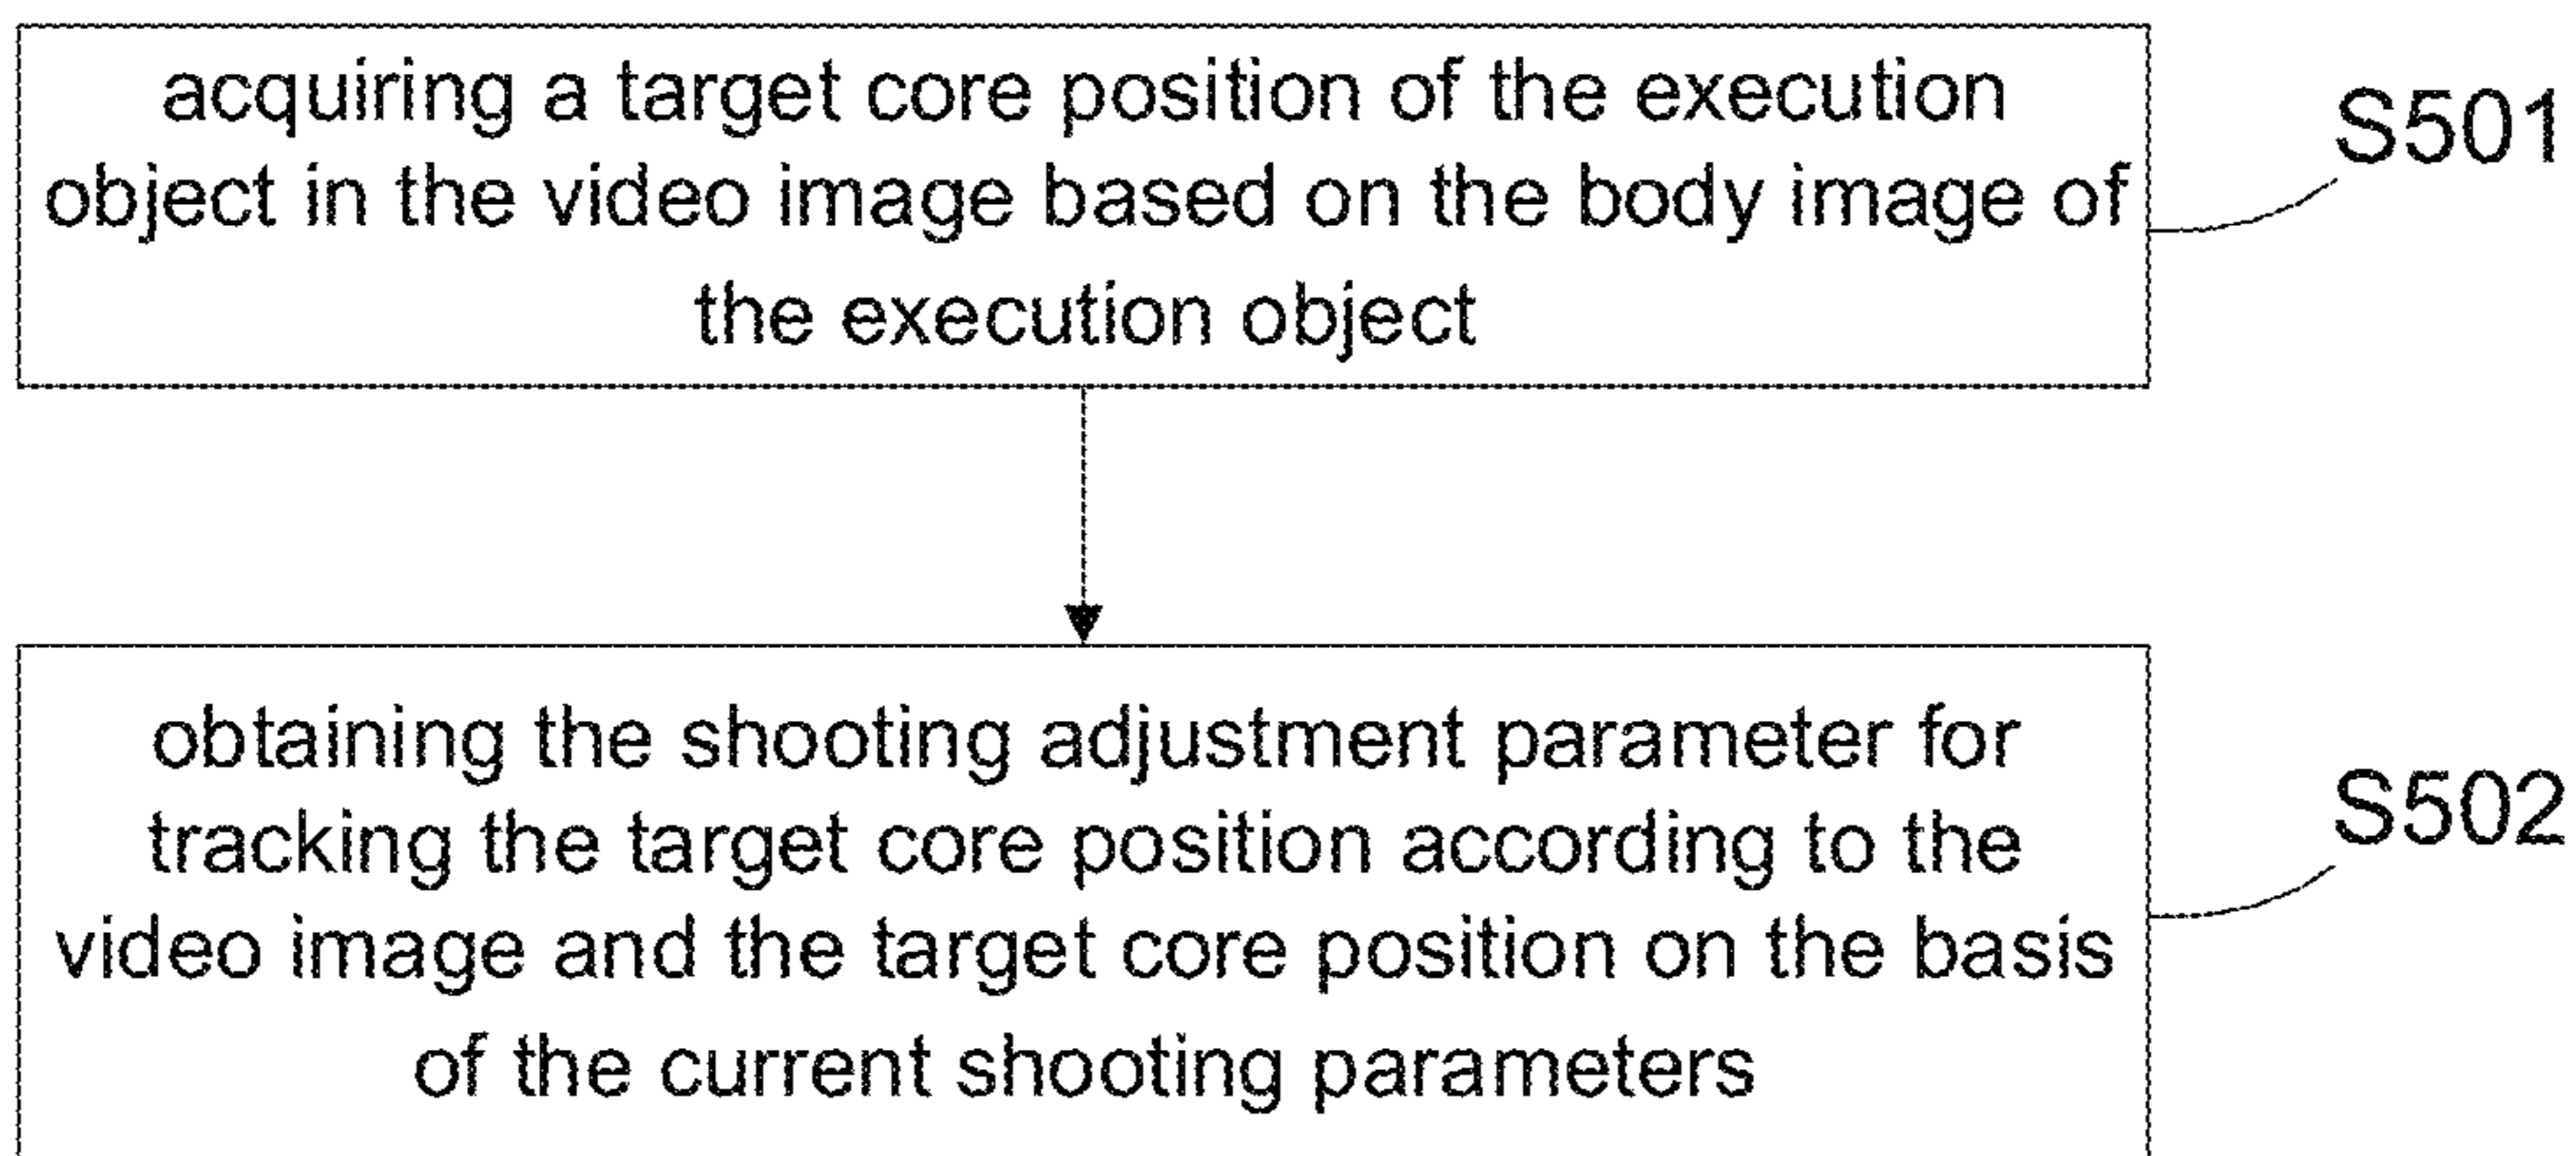 acquiring a target core position of the execution
object in the video image based on the body image of
the execution object
S501
obtaining the shooting adjustment parameter for
tracking the target core position according to the
video image and the target core position on the basis
of the current shooting parameters
S502